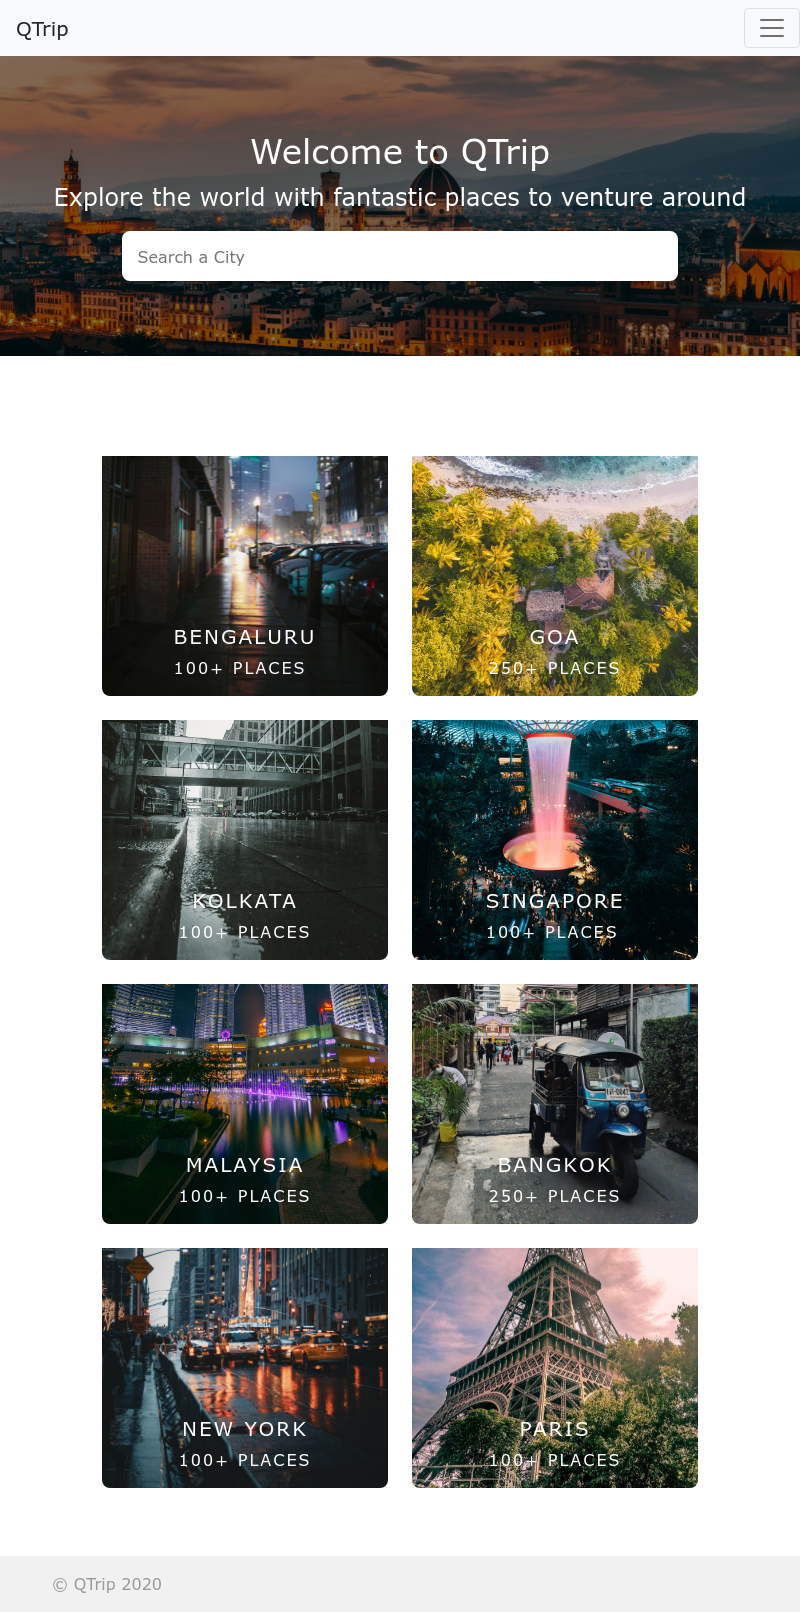 QTrip
Welcome to QTrip
Explore the world with fantastic places to venture around
Search a City
BENGALURU
100+ PLACES
GOA
250+ PLACES
KOLKATA
100+ PLACES
SINGAPORE
100+ PLACES
MALAYSIA
100+ PLACES
BANGKOK
250+ PLACES
NEW YORK
100+ PLACES
PARIS
100+ PLACES
© QTrip 2020